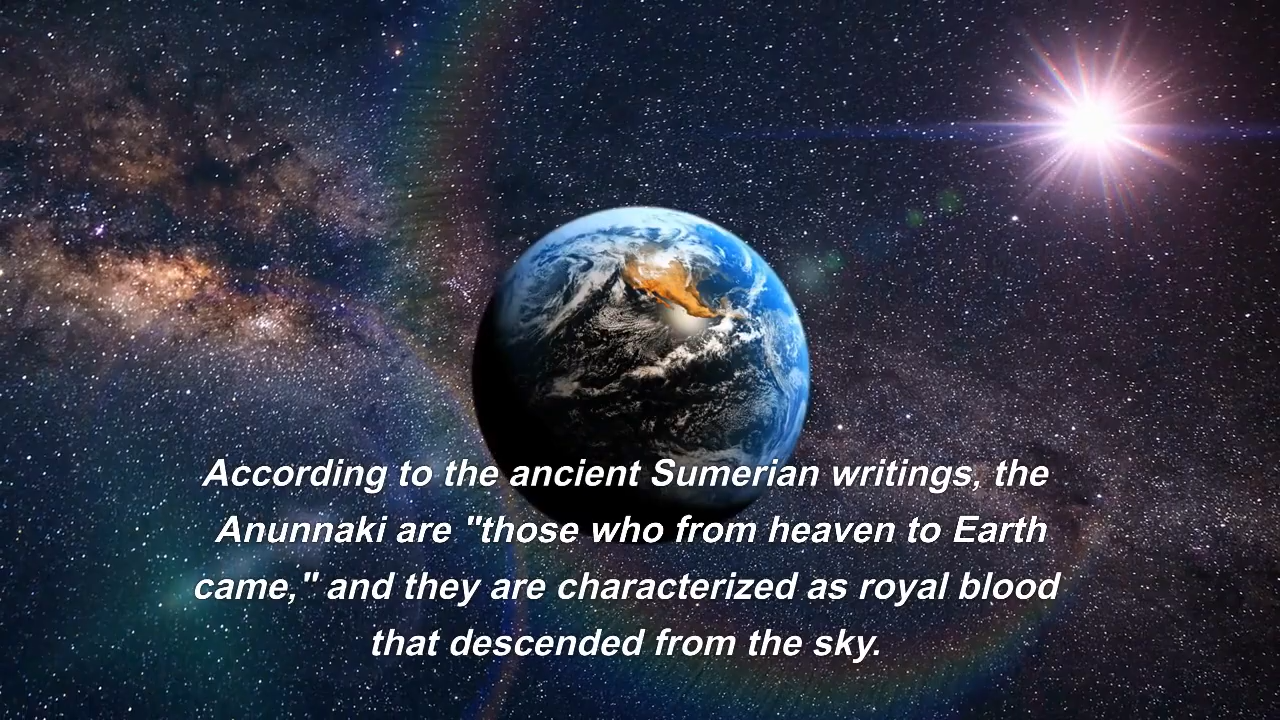 According to the ancient Sumerian writings, the
Anunnaki are "those who from heaven to Earth
came," and they are characterized as royal blood
that descended from the sky.